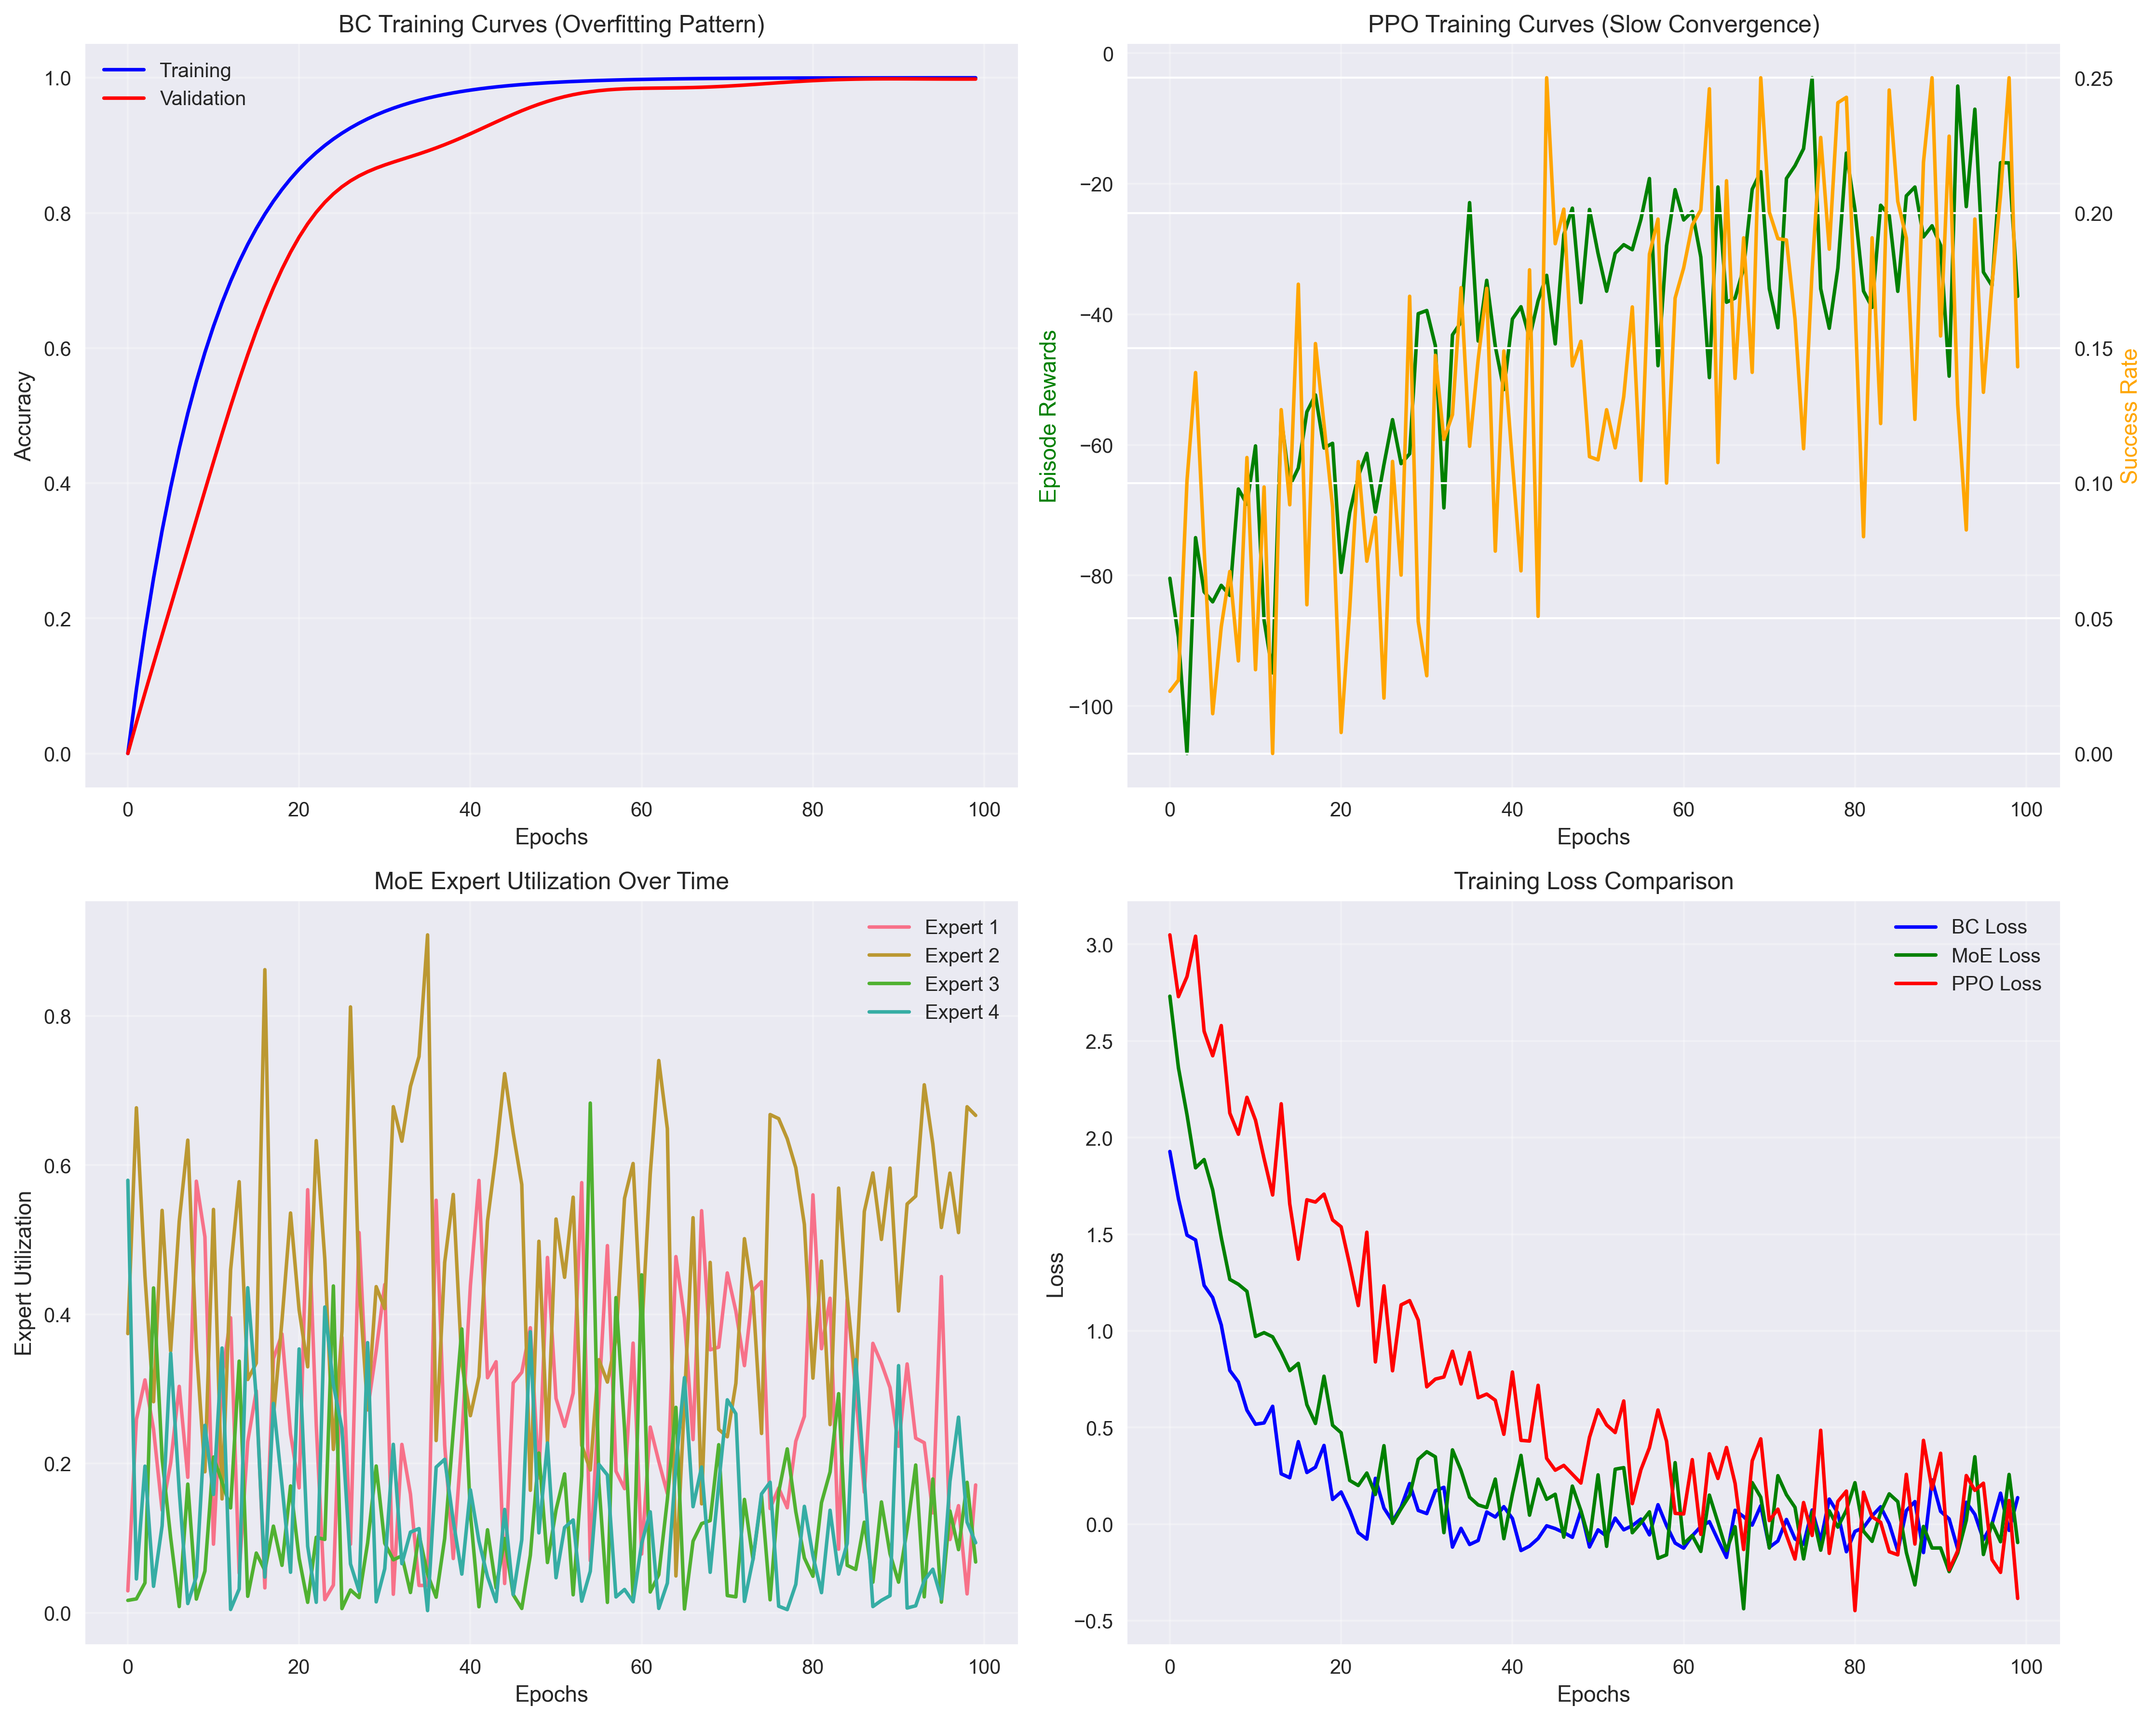 BC Training Curves (Overfitting Pattern)
Training
Validation
1.0
0.8
0.6
0.4
0.2
0.0
Accuracy
0 20 40 60 80 100
Epochs
PPO Training Curves (Slow Convergence)
0
−20
−40
−60
−80
−100
Episode Rewards
0.25
0.20
0.15
0.10
0.05
0.00
Success Rate
0 20 40 60 80 100
Epochs
MoE Expert Utilization Over Time
Expert 1
Expert 2
Expert 3
Expert 4
0.8
0.6
0.4
0.2
0.0
Expert Utilization
0 20 40 60 80 100
Epochs
Training Loss Comparison
BC Loss
MoE Loss
PPO Loss
3.0
2.5
2.0
1.5
1.0
0.5
0.0
−0.5
Loss
0 20 40 60 80 100
Epochs